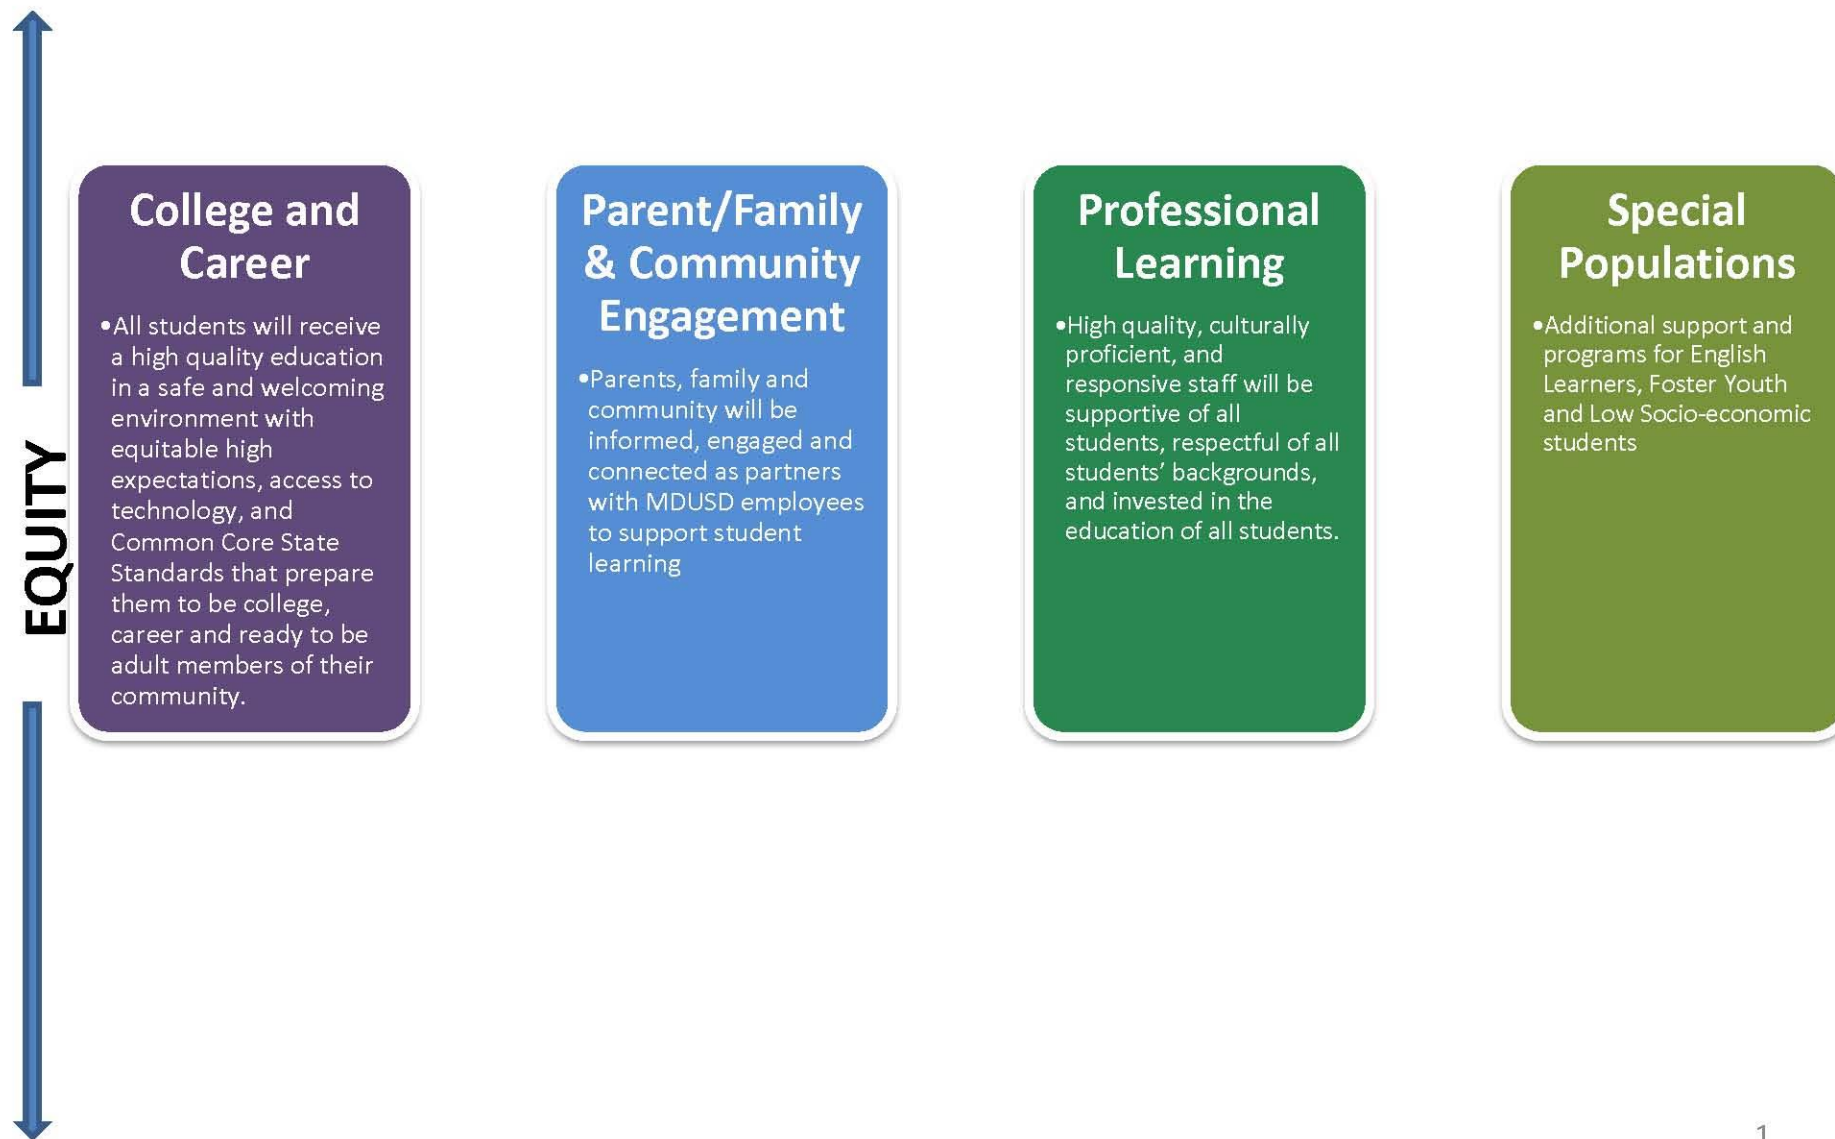 EQUITY
College and
Career
•All students will receive
a high quality education
in a safe and welcoming
environment with
equitable high
expectations, access to
technology, and
Common Core State
Standards that prepare
them to be college,
career and ready to be
adult members of their
community.
Parent/Family
& Community
Engagement
•Parents, family and
community will be
informed, engaged and
connected as partners
with MDUSD employees
to support student
learning
Professional
Learning
•High quality, culturally
proficient, and
responsive staff will be
supportive of all
students, respectful of all
students’ backgrounds,
and invested in the
education of all students.
Special
Populations
•Additional support and
programs for English
Learners, Foster Youth
and Low Socio-economic
students
1